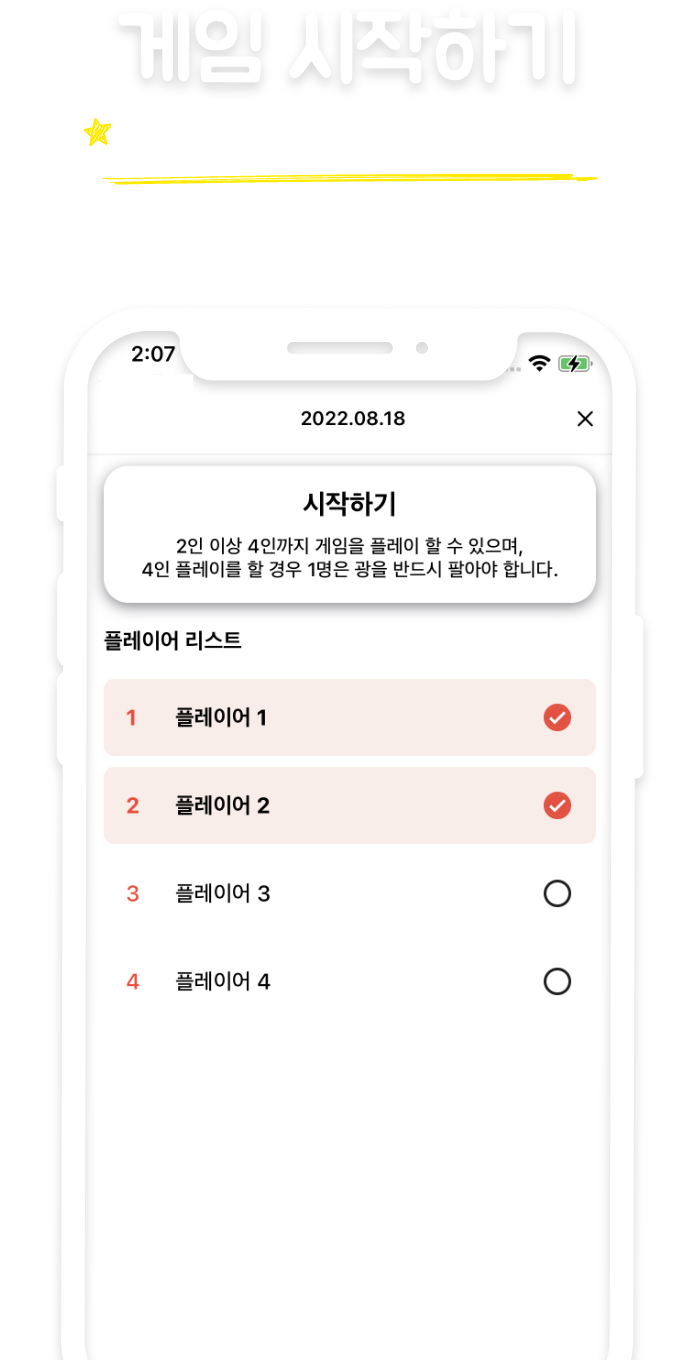 게임 시작하기
2:07
2022.08.18
시작하기
2인 이상 4인까지 게임을 플레이 할 수 있으며,
4인 플레이를 할 경우 1명은 광을 반드시 팔아야 합니다.
플레이어 리스트
1 플레이어 1
2 플레이어 2
3 플레이어 3
4 플레이어 4